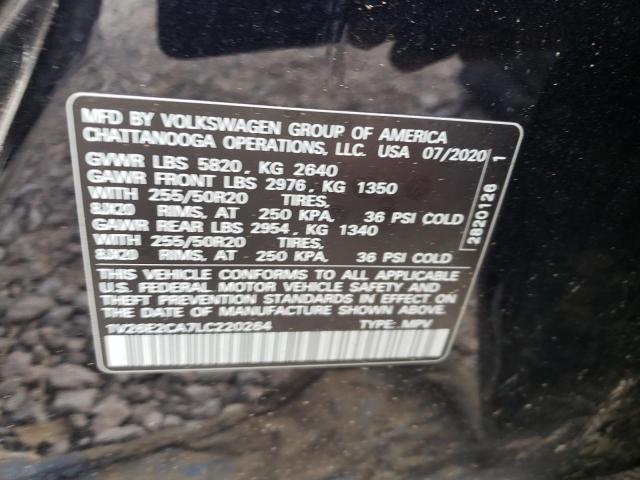 MFD BY VOLKSWAGEN GROUP OF AMERICA
CHATTANOOGA OPERATIONS, LLC. USA 07/2020
GVWR LBS 5820, KG 2640
GAWR FRONT LBS 2976, KG 1350
WITH 255/50R20 TIRES,
8JX20 RIMS, AT 250 KPA, 36 PSI COLD
GAWR REAR LBS 2954, KG 1340
WITH 255/50R20 TIRES,
8JX20 RIMS, AT 250 KPA, 36 PSI COLD
THIS VEHICLE CONFORMS TO ALL APPLICABLE
U.S. FEDERAL MOTOR VEHICLE SAFETY AND
THEFT PREVENTION STANDARDS IN EFFECT ON
THE DATE OF MANUFACTURE SHOWN ABOVE.
1V26E2CA7LC220264 TYPE: MPV
2820126 1